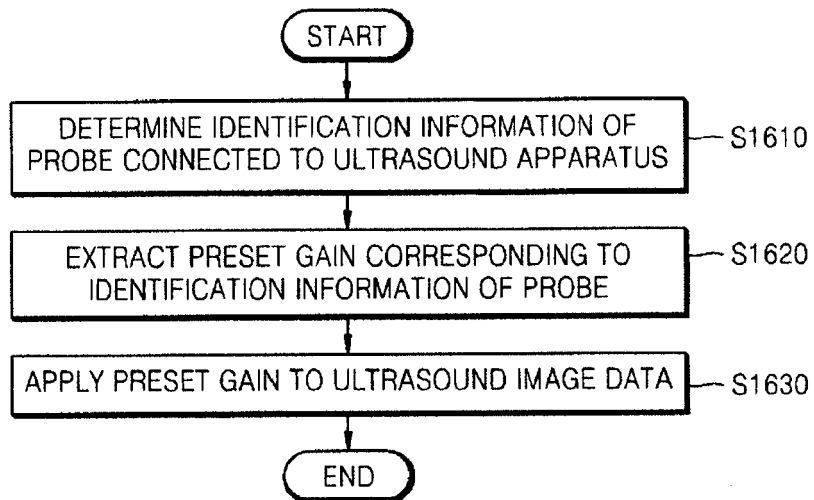 START
DETERMINE IDENTIFICATION INFORMATION OF
PROBE CONNECTED TO ULTRASOUND APPARATUS
S1610
EXTRACT PRESET GAIN CORRESPONDING TO
IDENTIFICATION INFORMATION OF PROBE
S1620
APPLY PRESET GAIN TO ULTRASOUND IMAGE DATA
S1630
END